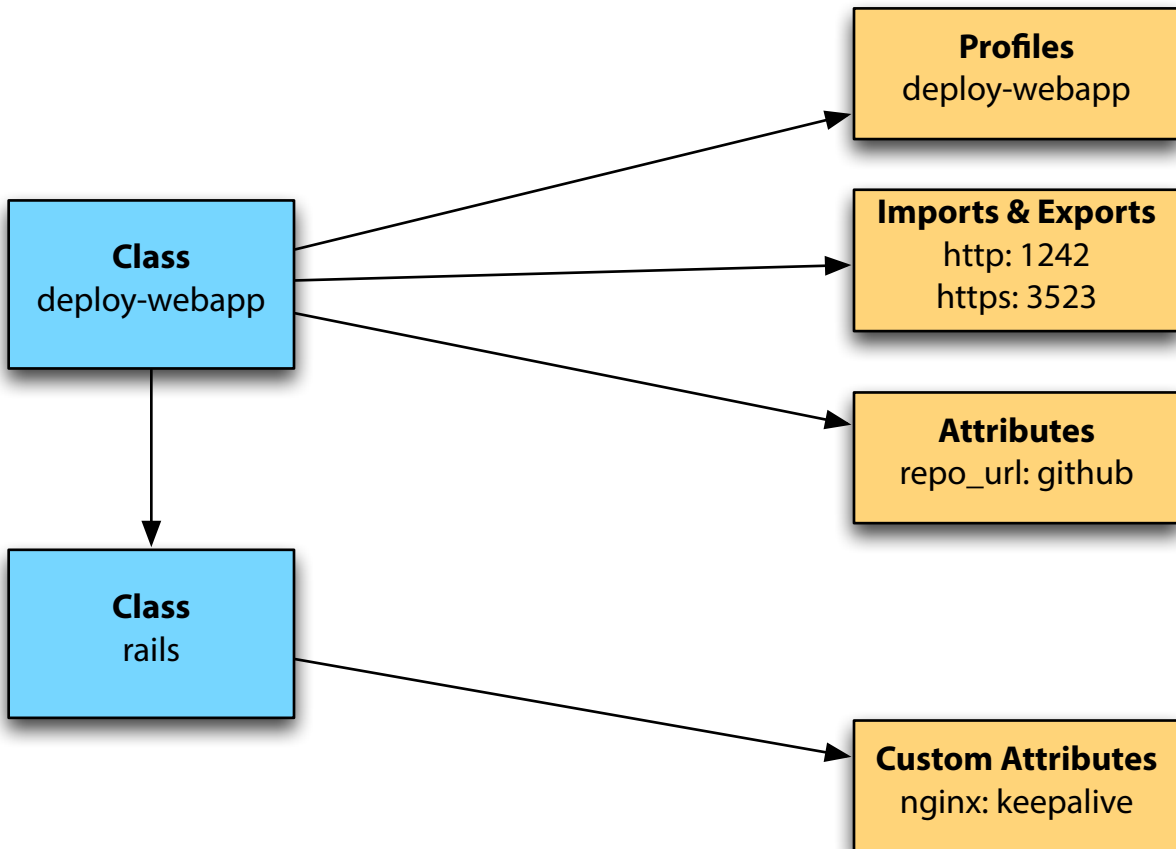 Profiles
deploy-webapp
Imports & Exports
http: 1242
https: 3523
Class
deploy-webapp
Attributes
repo_url: github
Class
rails
Custom Attributes
nginx: keepalive